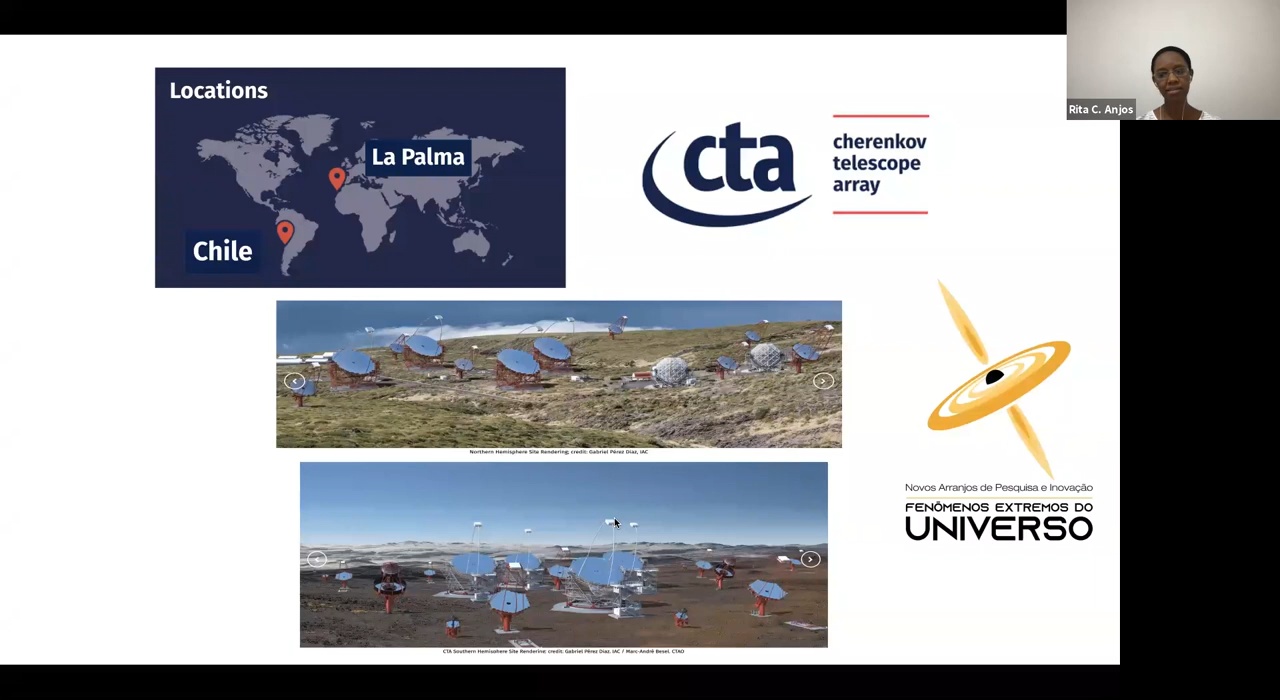 Locations
La Palma
Chile
cta
cherenkov
telescope
array
Rita C. Anjos
Northern Hemisphere Site Rendering; credit: Gabriel Pérez Diaz, IAC
Novos Arranjos de Pesquisa e Inovação
FENÔMENOS EXTREMOS DO
UNIVERSO
CTA Southern Hemisphere Site Rendering; credit: Gabriel Pérez Diaz, IAC / Marc-André Besel, CTAO